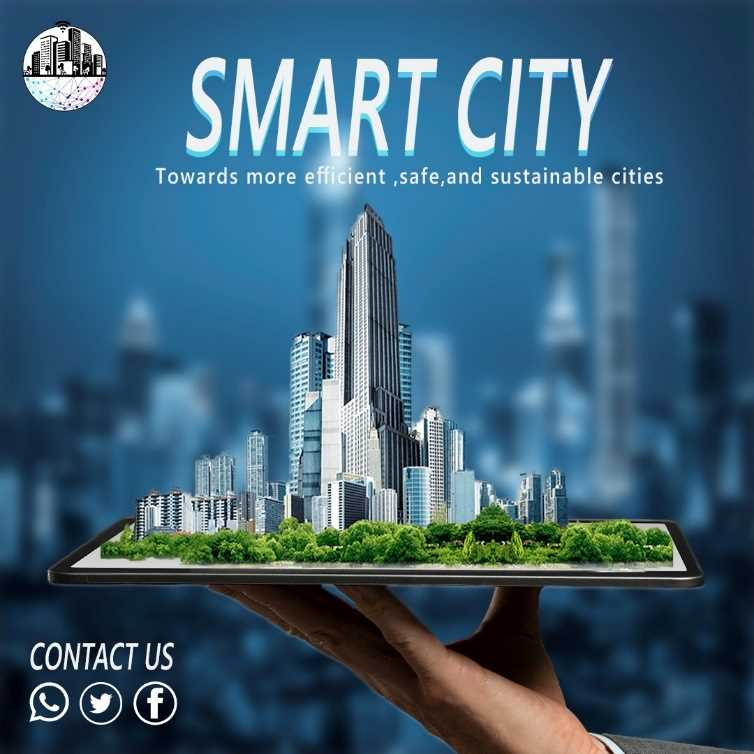 SMART CITY
Towards more efficient ,safe,and sustainable cities
CONTACT US